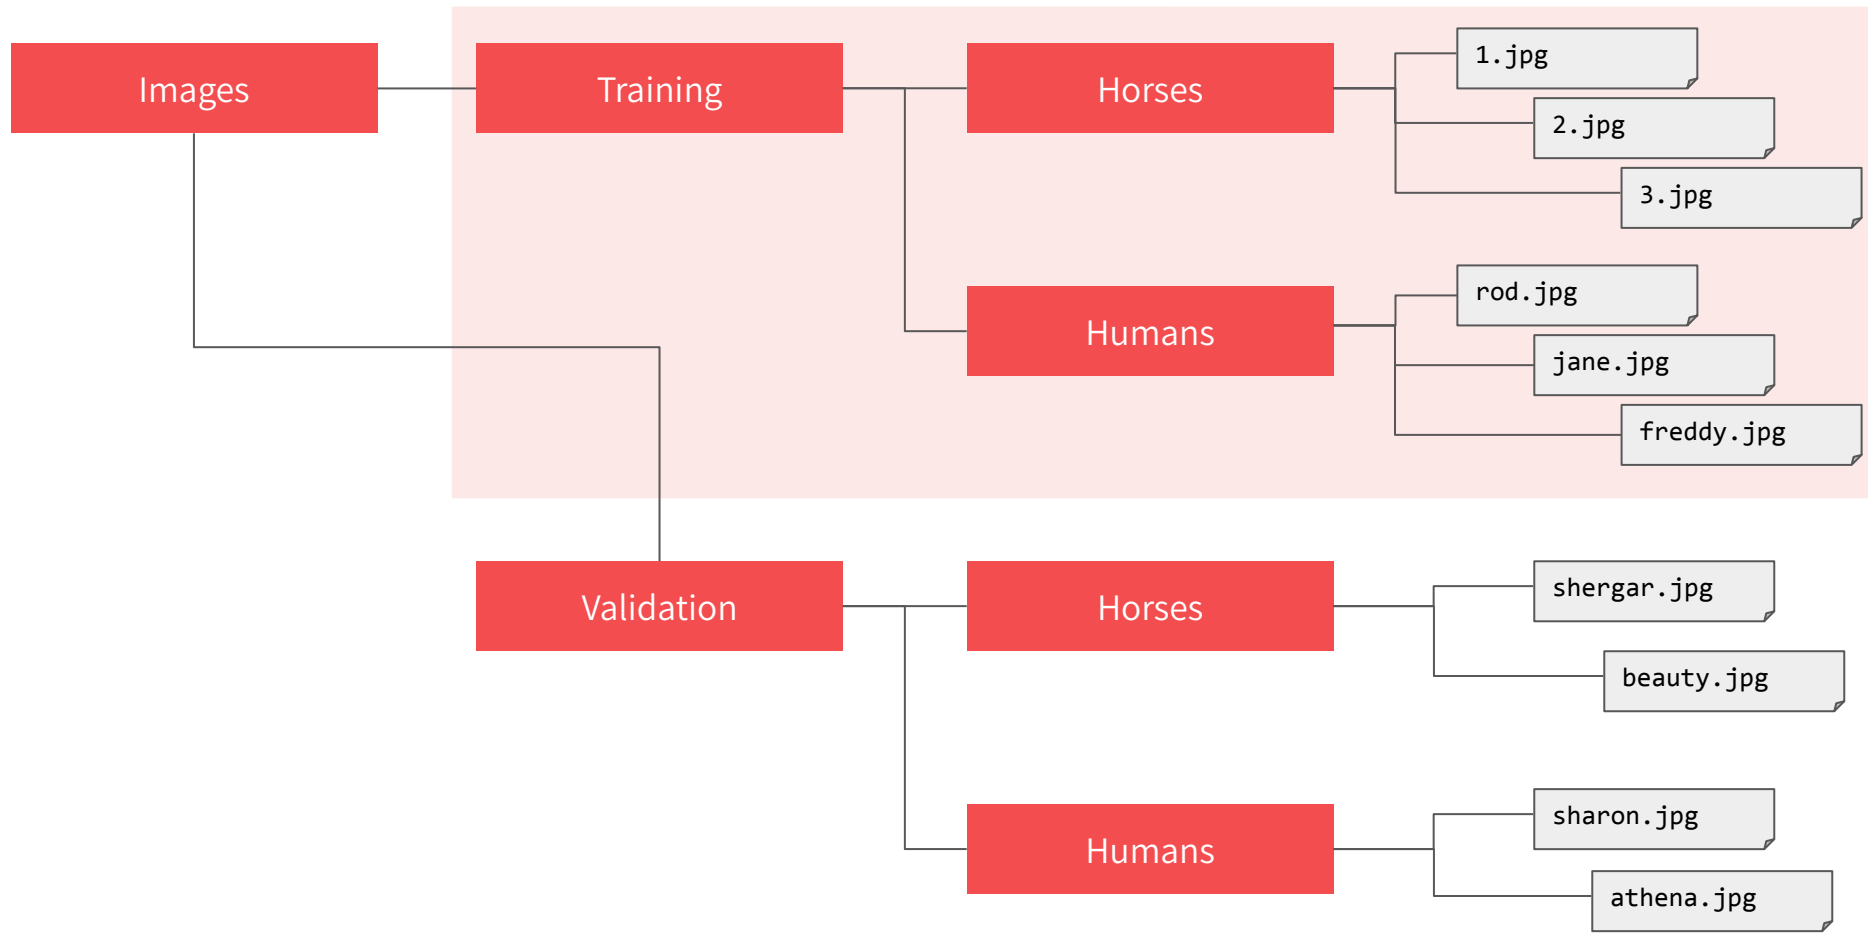 Images
Training
Horses
1.jpg
2.jpg
3.jpg
Humans
rod.jpg
jane.jpg
freddy.jpg
Validation
Horses
shergar.jpg
beauty.jpg
Humans
sharon.jpg
athena.jpg